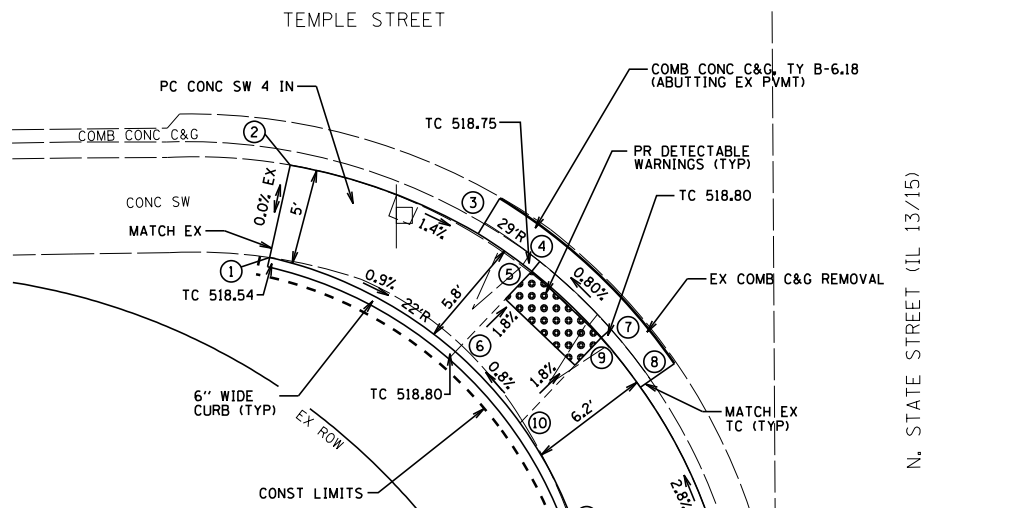 TEMPLE STREET
COMB CONC C&G, TY B-6.18
(ABUTTING EX PVMT)
PC CONC SW 4 IN
TC 518.75
COMB CONC C&G
2
PR DETECTABLE
WARNINGS (TYP)
TC 518.80
0.0% EX
5'
CONC SW
3
29'R
4
1.4%
MATCH EX
1
TC 518.54
0.9%
22'R
5.8'
5
0.80%
EX COMB C&G REMOVAL
1.8%
6
7
8
9
0.8%
1.8%
6" WIDE
CURB (TYP)
TC 518.80
6.2'
10
MATCH EX
TC (TYP)
EX ROW
CONST LIMITS
2.8%
N. STATE STREET (IL 13/15)